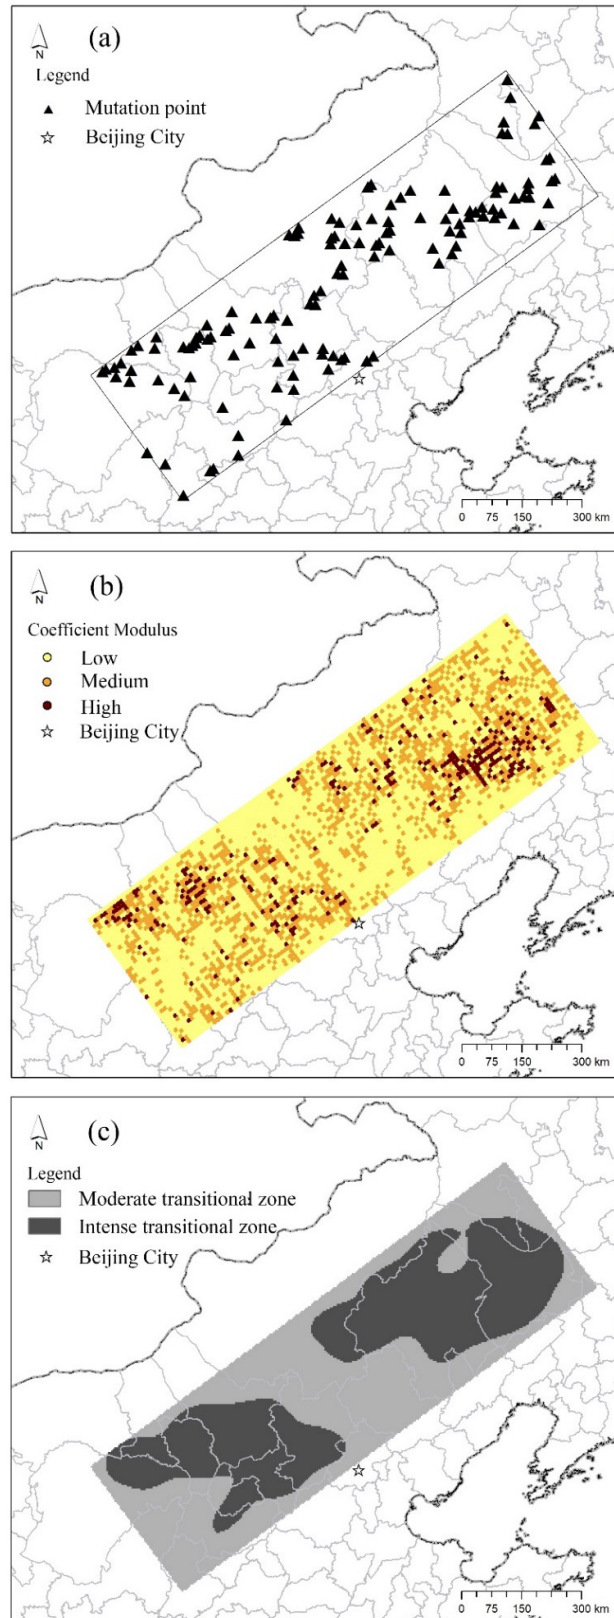 (a)
N
Legend
Mutation point
Beijing City
0 75 150 300 km
(b)
N
Coefficient Modulus
Low
Medium
High
Beijing City
0 75 150 300 km
(c)
N
Legend
Moderate transitional zone
Intense transitional zone
Beijing City
0 75 150 300 km